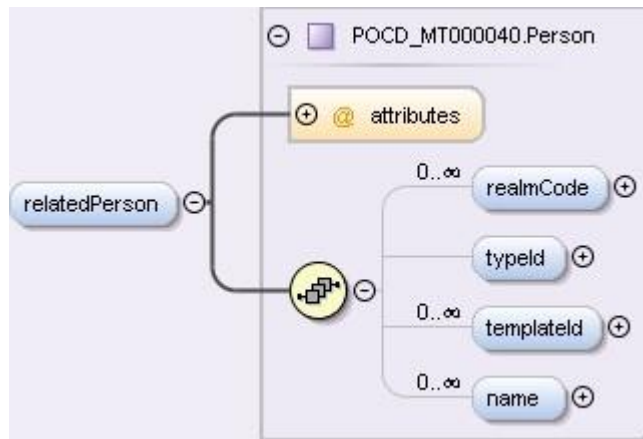 POCD_MT000040.Person
@ attributes
relatedPerson
0..∞
realmCode
typeId
0..∞
templateId
0..∞
name